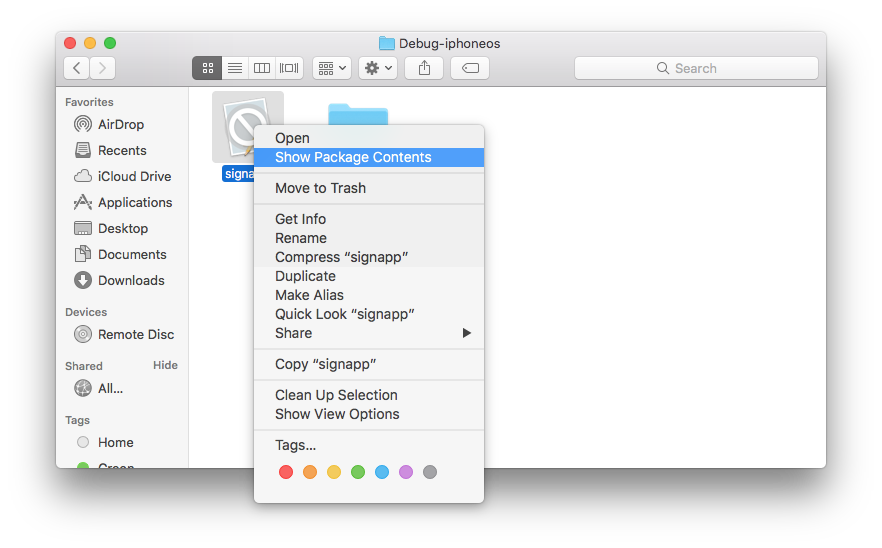 Debug-iphoneos
Search
Favorites
AirDrop
Recents
iCloud Drive
Applications
Desktop
Documents
Downloads
Devices
Remote Disc
Shared
Hide
All...
Tags
Home
Green
signa
Open
Show Package Contents
Move to Trash
Get Info
Rename
Compress “signapp”
Duplicate
Make Alias
Quick Look “signapp”
Share
Copy “signapp”
Clean Up Selection
Show View Options
Tags...